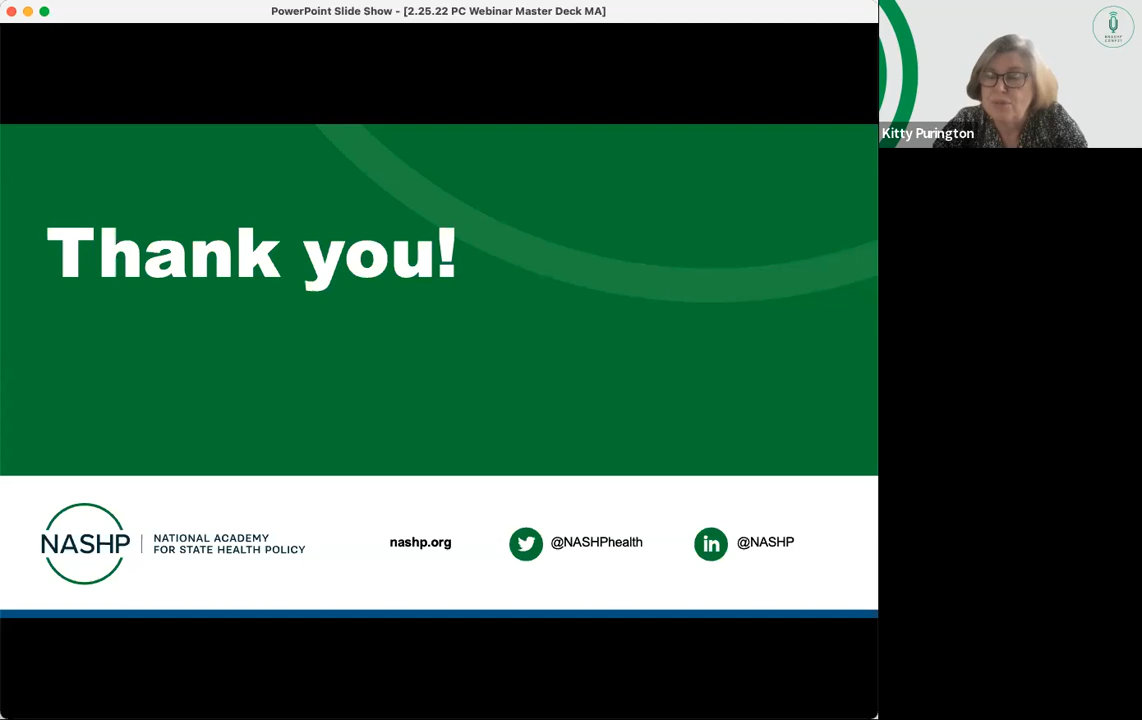 PowerPoint Slide Show - [2.25.22 PC Webinar Master Deck MA]
Kitty Purington
Thank you!
NASHP
NATIONAL ACADEMY
FOR STATE HEALTH POLICY
nashp.org
@NASHPhealth
in
@NASHP